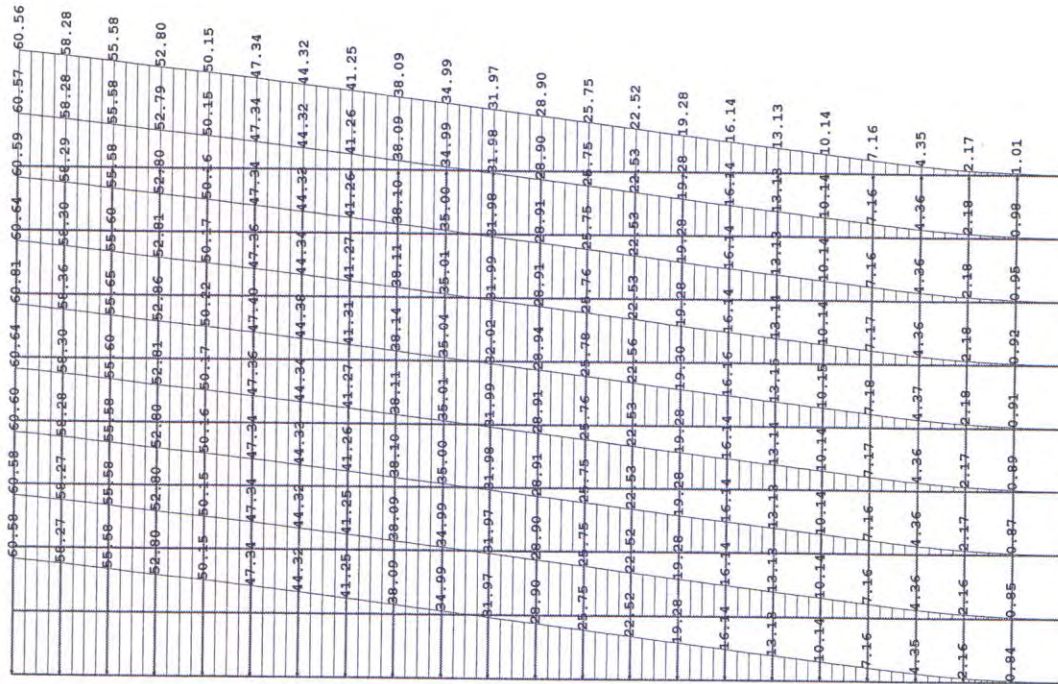 60.58 60.58 60.60 60.64 60.81 60.64 60.59 60.57 60.56
58.27 58.27 58.28 58.30 58.36 58.30 58.29 58.28 58.28
55.58 55.58 55.58 55.60 55.65 55.60 55.58 55.58 55.58
52.80 52.80 52.80 52.81 52.86 52.81 52.80 52.79 52.80
50.15 50.15 50.16 50.17 50.22 50.17 50.16 50.15 50.15
47.34 47.34 47.34 47.36 47.40 47.36 47.34 47.34 47.34
44.32 44.32 44.33 44.34 44.38 44.34 44.32 44.32 44.32
41.25 41.25 41.26 41.27 41.31 41.27 41.26 41.26 41.25
38.09 38.09 38.10 38.11 38.14 38.11 38.10 38.09 38.09
34.99 34.99 35.00 35.01 35.04 35.01 35.00 34.99 34.99
31.97 31.97 31.98 31.99 32.02 31.99 31.98 31.98 31.97
28.90 28.90 28.91 28.91 28.94 28.91 28.91 28.90 28.90
25.75 25.75 25.75 25.76 25.78 25.76 25.75 25.75 25.75
22.52 22.52 22.53 22.53 22.56 22.53 22.53 22.53 22.52
19.28 19.28 19.28 19.28 19.30 19.28 19.28 19.28 19.28
16.14 16.14 16.14 16.14 16.16 16.14 16.14 16.14 16.14
13.13 13.13 13.13 13.14 13.15 13.14 13.13 13.13 13.13
10.14 10.14 10.14 10.14 10.15 10.14 10.14 10.14 10.14
7.16 7.16 7.16 7.17 7.18 7.17 7.16 7.16 7.16
4.35 4.36 4.36 4.36 4.37 4.36 4.36 4.36 4.35
2.16 2.16 2.17 2.17 2.18 2.18 2.18 2.18 2.17
0.84 0.85 0.87 0.89 0.91 0.92 0.95 0.98 1.01